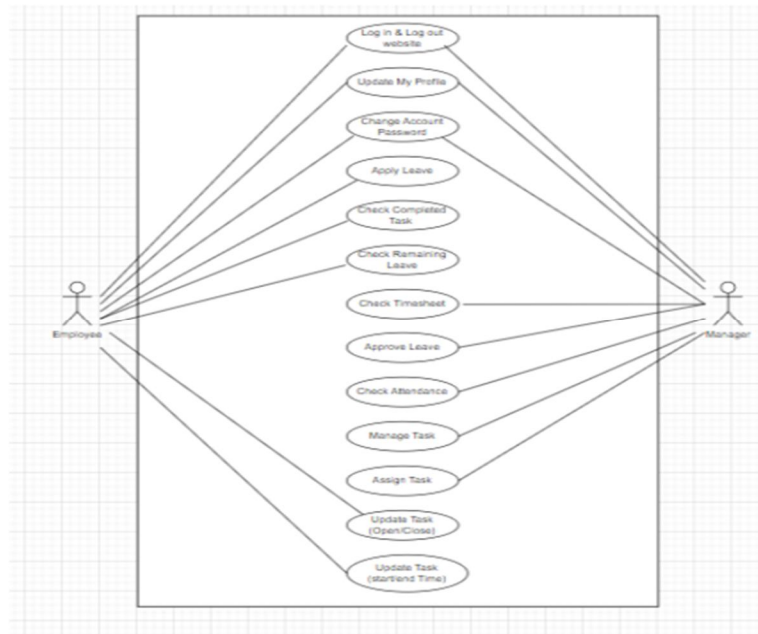 Log in & Log out
website
Update My Profile
Change Account
Password
Apply Leave
Check Completed
Task
Check Remaining
Leave
Check Timesheet
Approve Leave
Check Attendance
Manage Task
Assign Task
Update Task
(Open/Close)
Update Task
(start/end Time)
Employee
Manager